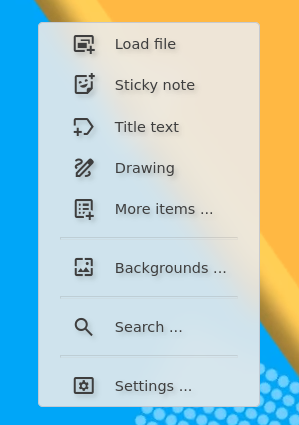 Load file
Sticky note
Title text
Drawing
More items ...
Backgrounds ...
Search ...
Settings ...